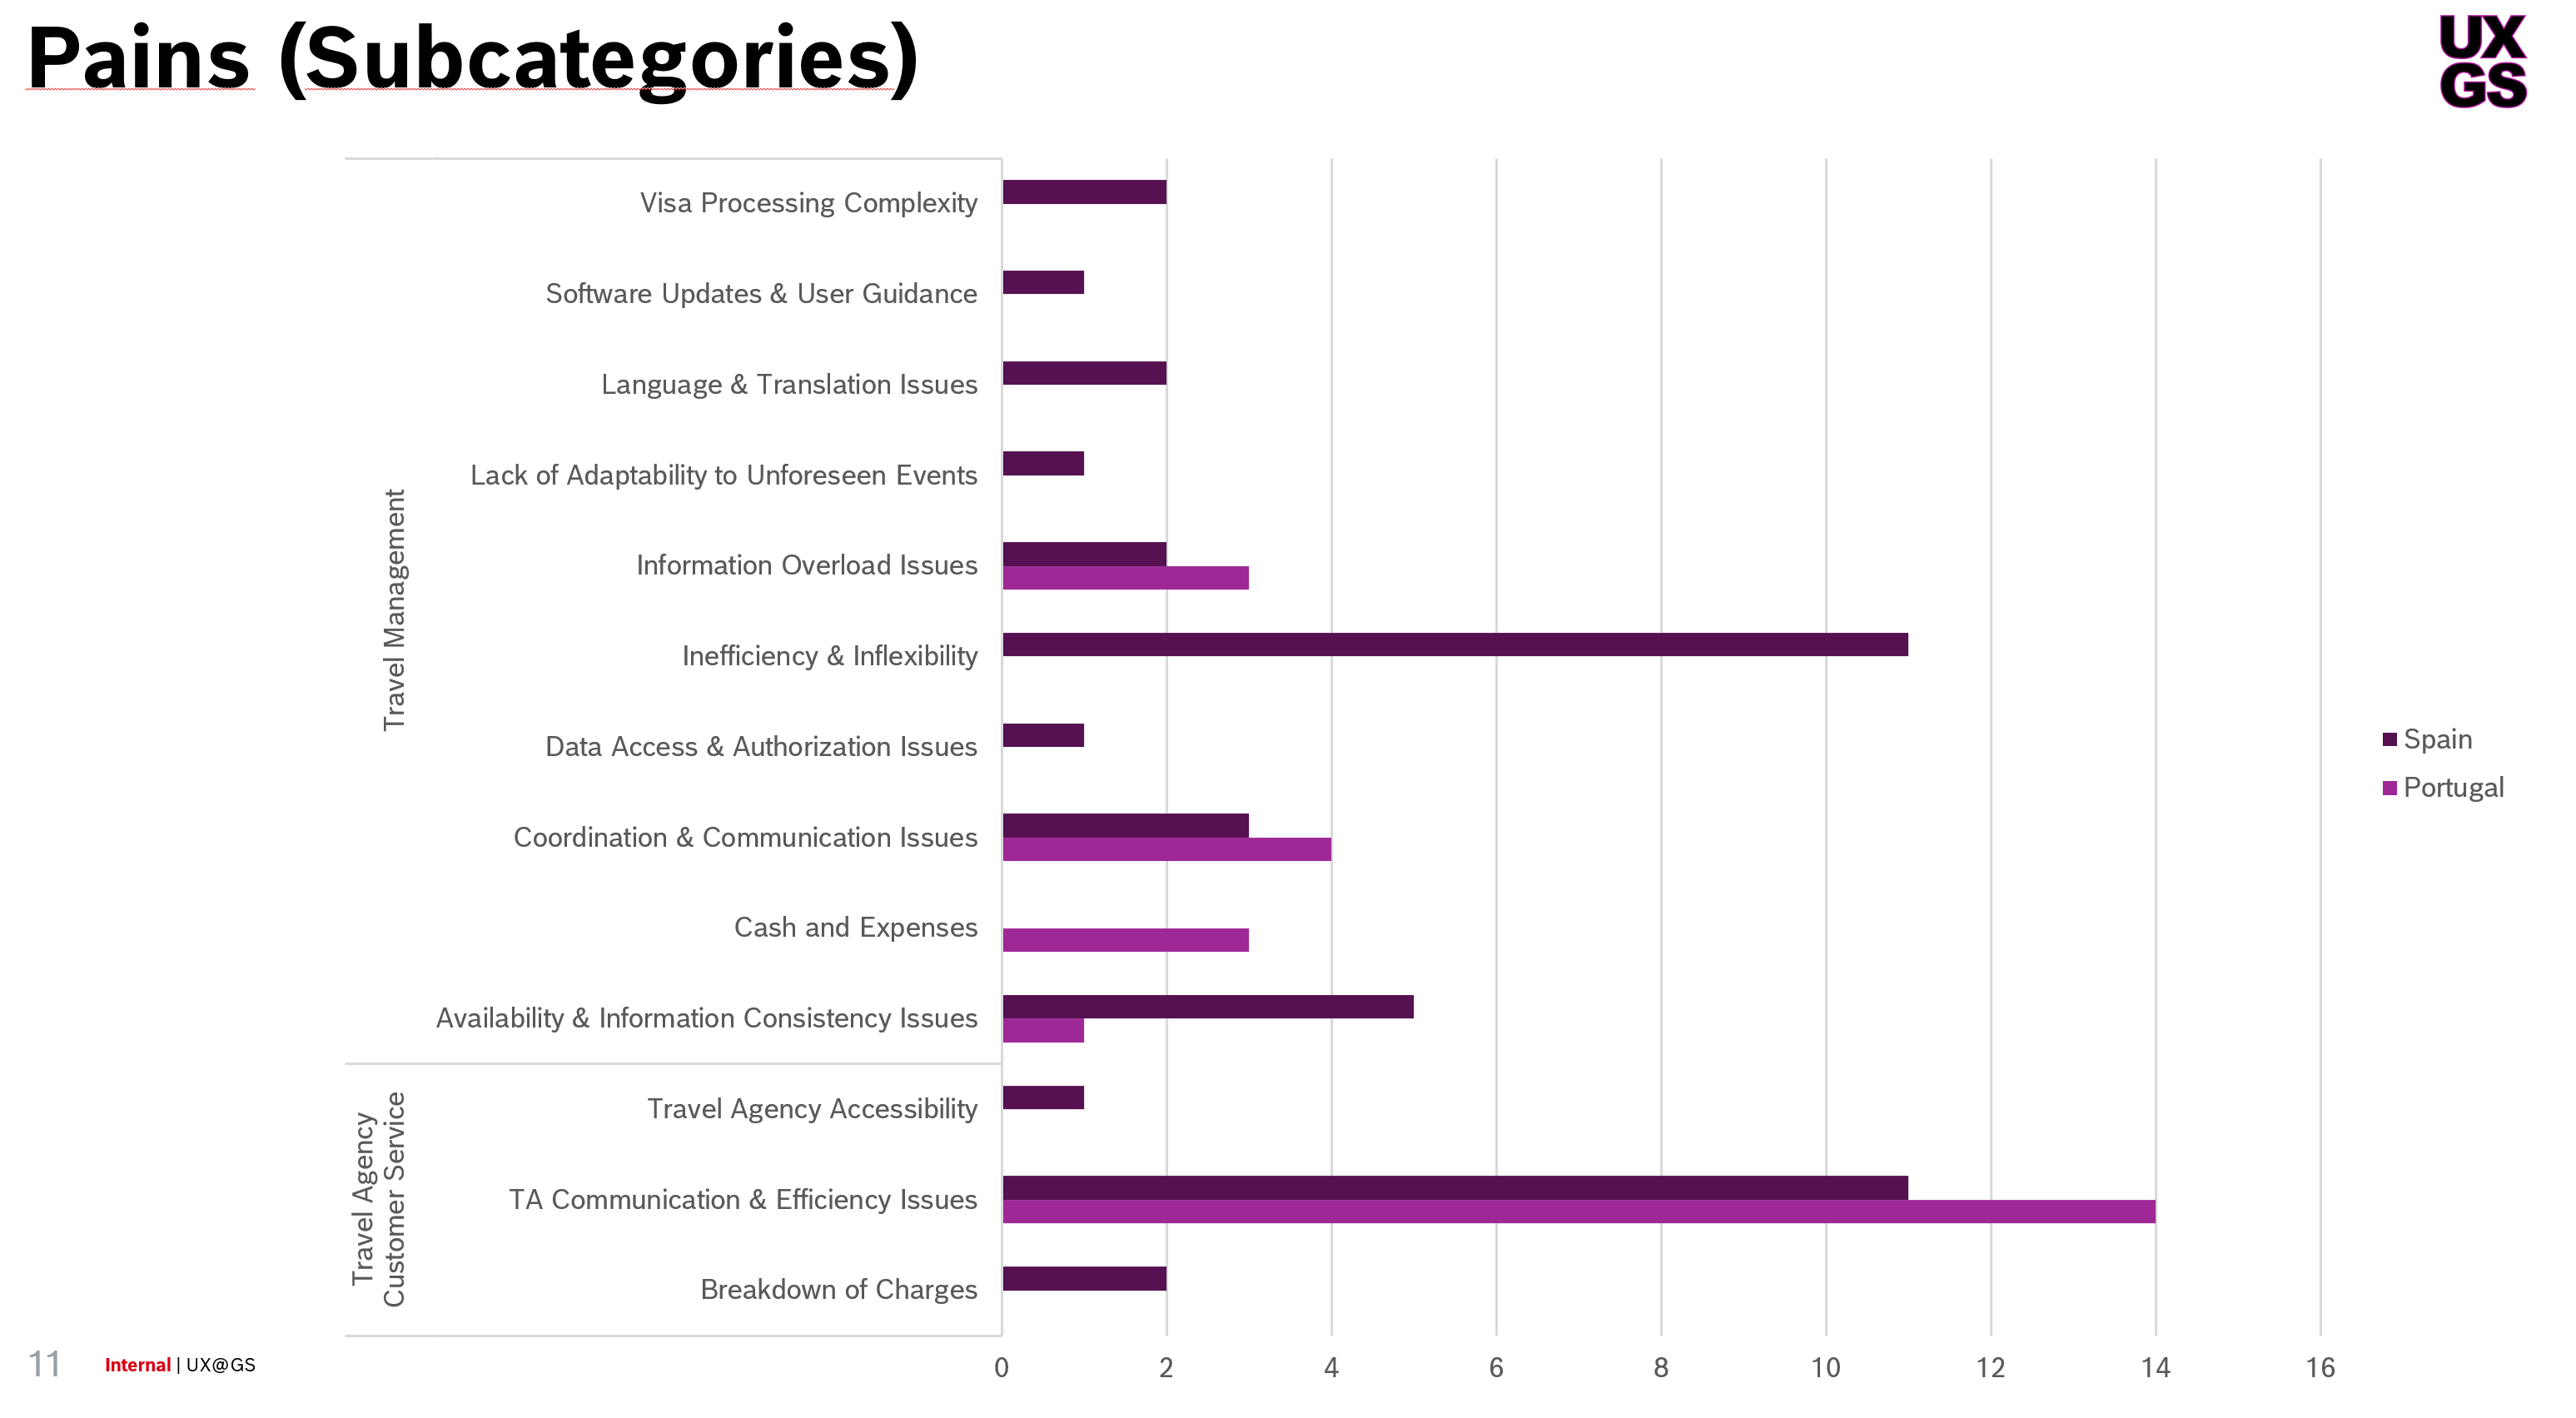 Pains (Subcategories)
UX
GS
Travel Management
Visa Processing Complexity
Software Updates & User Guidance
Language & Translation Issues
Lack of Adaptability to Unforeseen Events
Information Overload Issues
Inefficiency & Inflexibility
Data Access & Authorization Issues
Coordination & Communication Issues
Cash and Expenses
Availability & Information Consistency Issues
Travel Agency
Customer Service
Travel Agency Accessibility
TA Communication & Efficiency Issues
Breakdown of Charges
0 2 4 6 8 10 12 14 16
Spain
Portugal
11 Internal | UX@GS